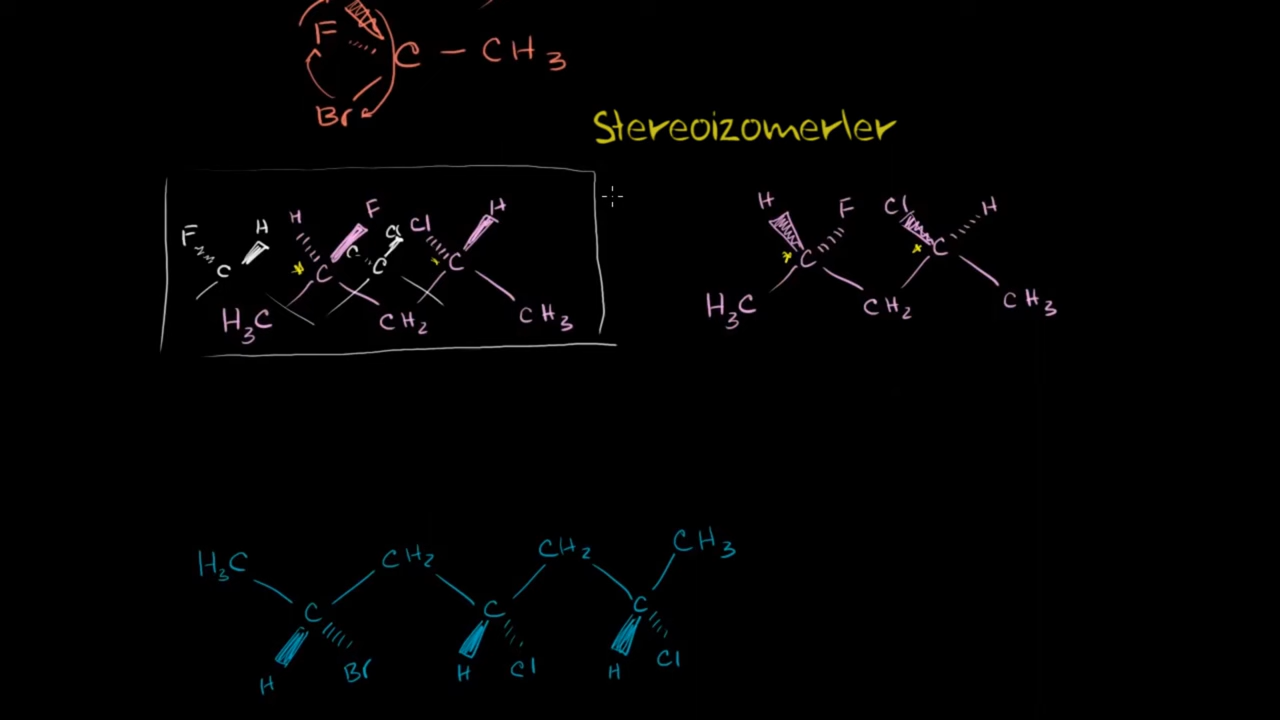 F
C - CH3
Br
Stereoizomerler
F H H F Cl Cl H
C C C C
H3C CH2 CH3
H F Cl H
C C
H3C CH2 CH3
H3C CH2 CH2 CH3
C C C
H Br H Cl H Cl